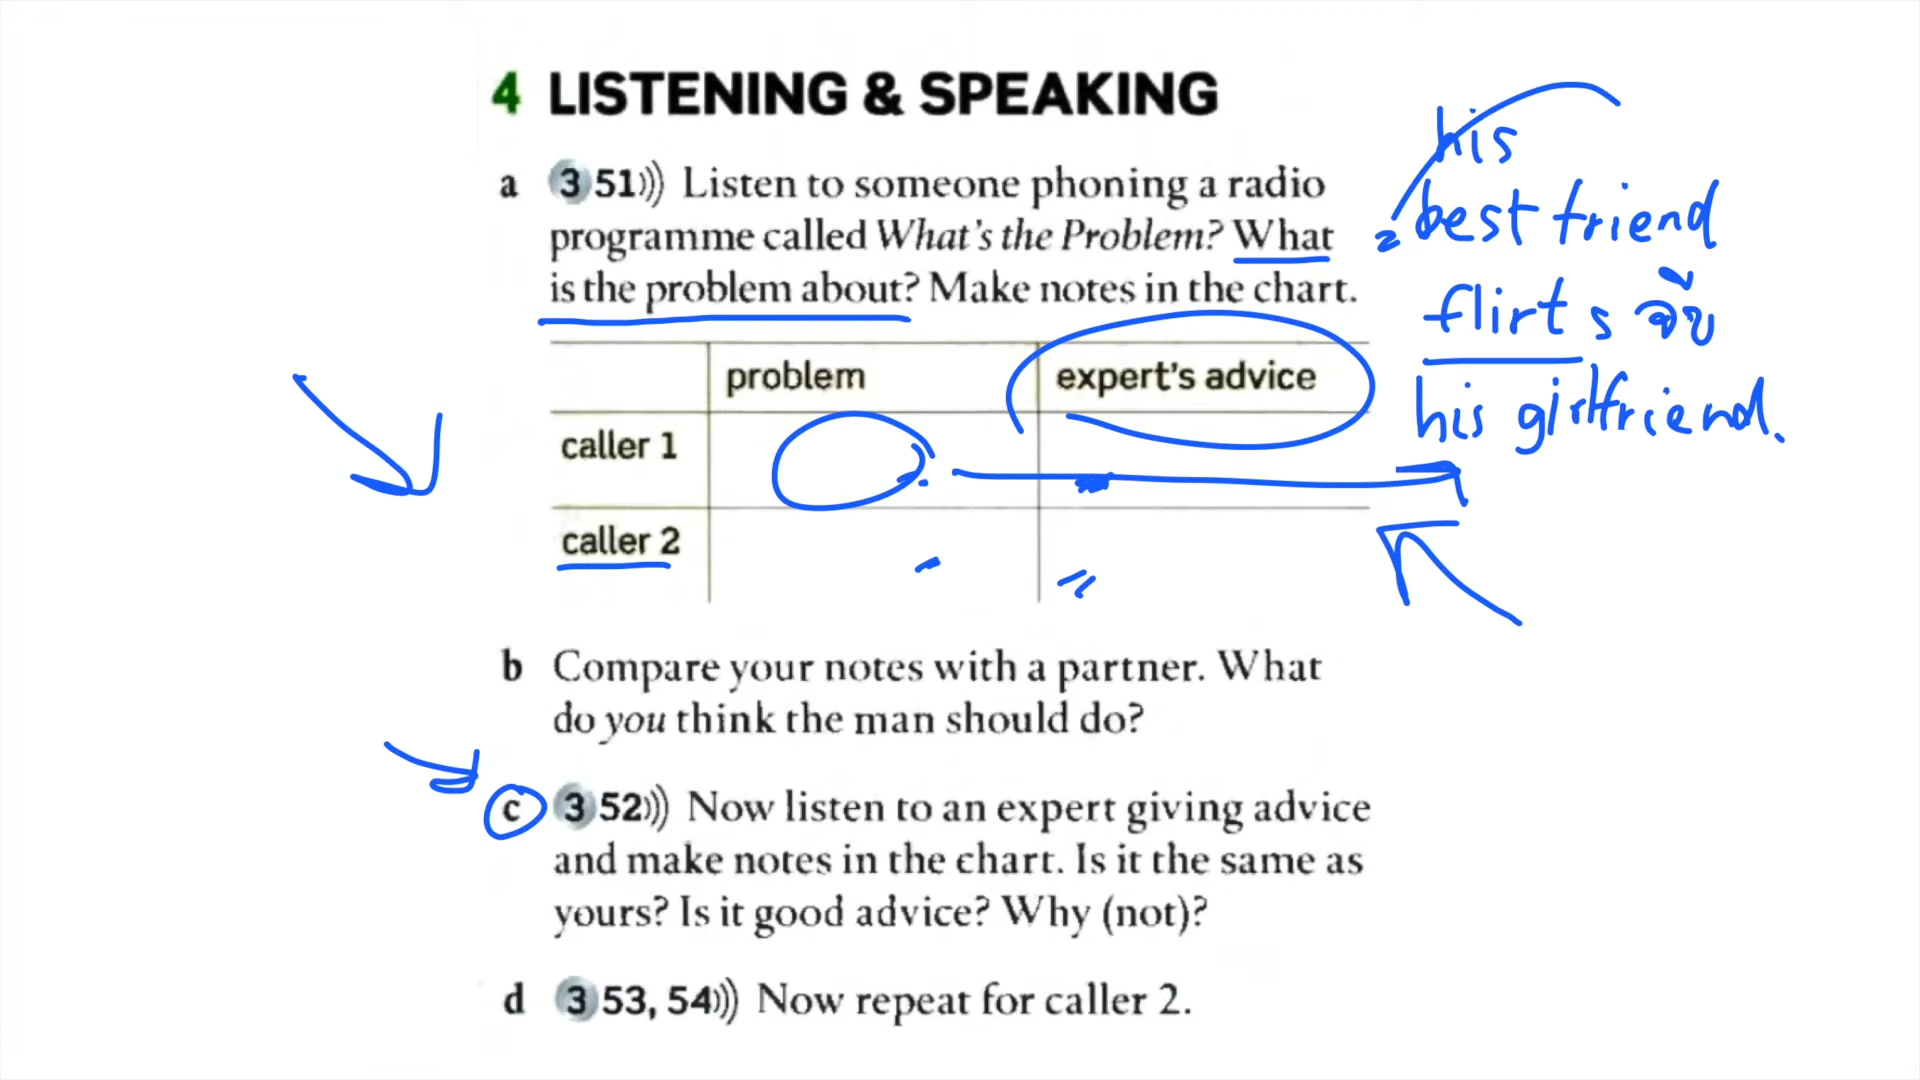 4 LISTENING & SPEAKING
a 3 51))) Listen to someone phoning a radio
programme called What's the Problem? What
is the problem about? Make notes in the chart.
problem expert's advice
caller 1
caller 2
b Compare your notes with a partner. What
do you think the man should do?
c 3 52))) Now listen to an expert giving advice
and make notes in the chart. Is it the same as
yours? Is it good advice? Why (not)?
d 3 53, 54))) Now repeat for caller 2.
his
best friend
flirts
his girlfriend.